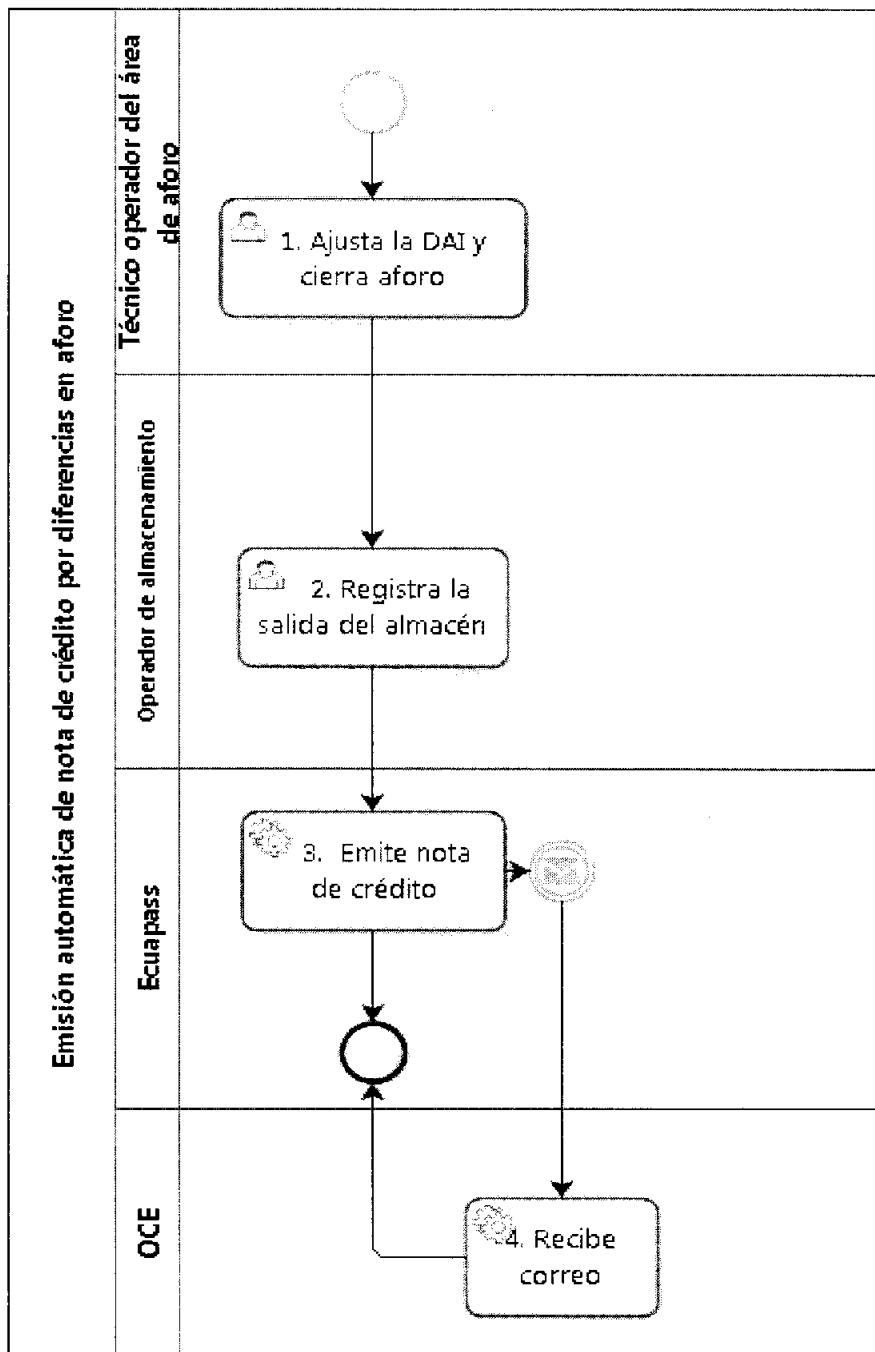 Emisión automática de nota de crédito por diferencias en aforo
Técnico operador del área
de aforo
1. Ajusta la DAI y
cierra aforo
Operador de almacenamiento
2. Registra la
salida del almacén
Ecuapass
3. Emite nota
de crédito
OCE
4. Recibe
correo